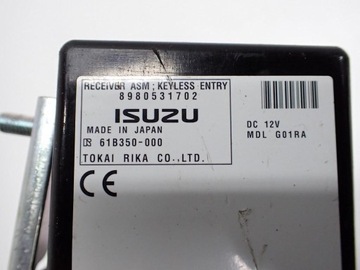 RECEIVER ASM ; KEYLESS ENTRY
8980531702
ISUZU
MADE IN JAPAN
61B350-000
TOKAI RIKA CO.,LTD.
DC 12V
MDL G01RA
CE